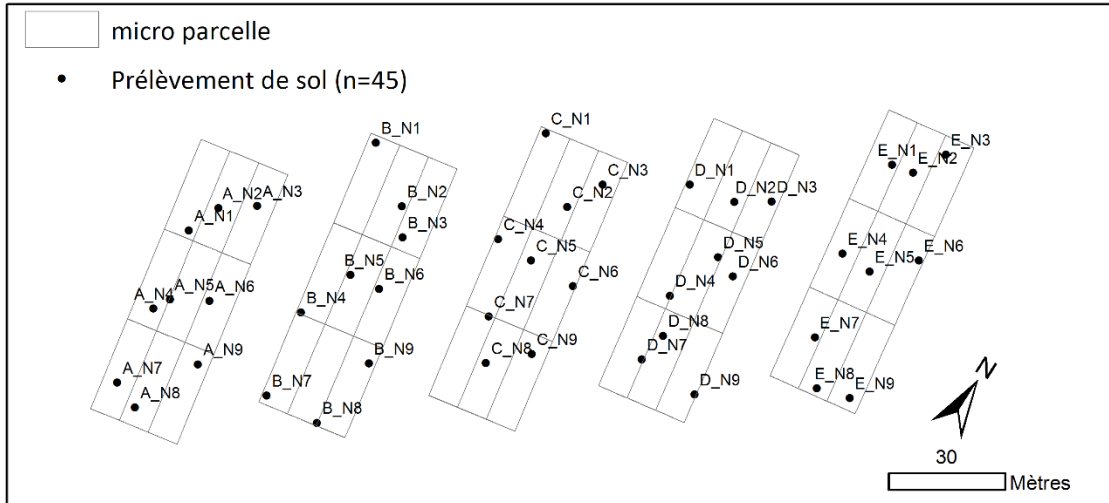 micro parcelle
Prélèvement de sol (n=45)
A_N1
A_N2
A_N3
A_N4
A_N5
A_N6
A_N7
A_N8
A_N9
B_N1
B_N2
B_N3
B_N4
B_N5
B_N6
B_N7
B_N8
B_N9
C_N1
C_N2
C_N3
C_N4
C_N5
C_N6
C_N7
C_N8
C_N9
D_N1
D_N2
D_N3
D_N4
D_N5
D_N6
D_N7
D_N8
D_N9
E_N1
E_N2
E_N3
E_N4
E_N5
E_N6
E_N7
E_N8
E_N9
N
30
Mètres